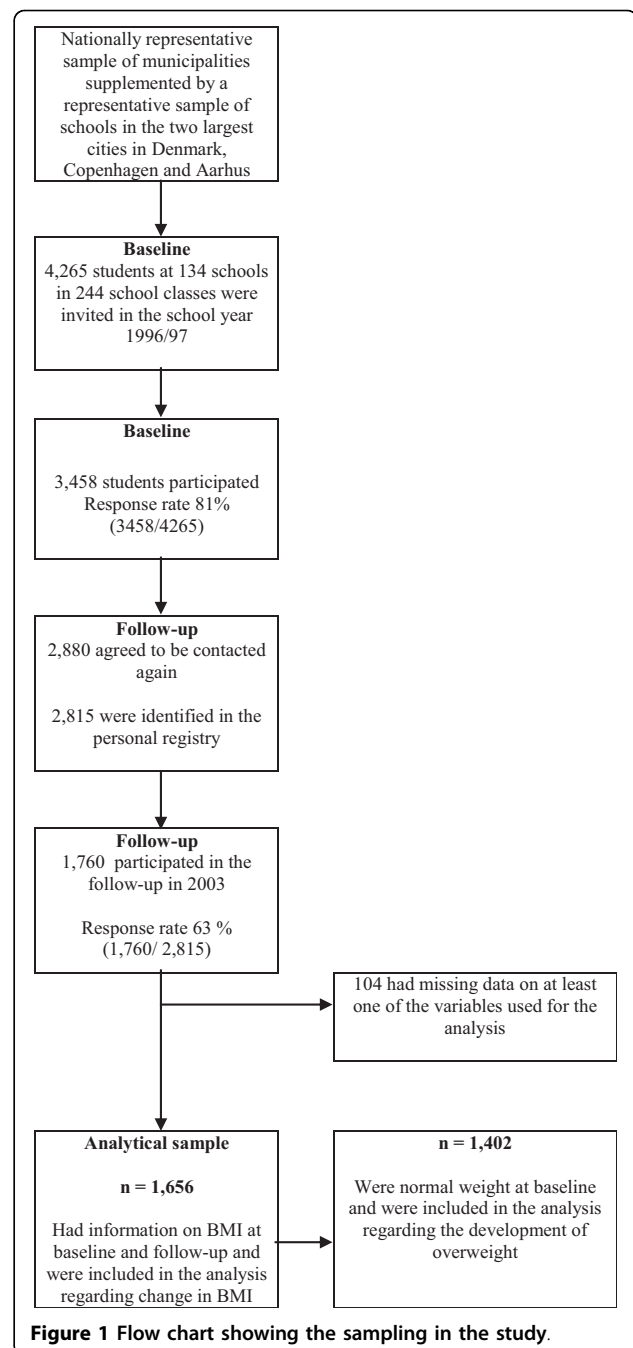 Nationally representative
sample of municipalities
supplemented by a
representative sample of
schools in the two largest
cities in Denmark,
Copenhagen and Aarhus
Baseline
4,265 students at 134 schools
in 244 school classes were
invited in the school year
1996/97
Baseline
3,458 students participated
Response rate 81%
(3458/4265)
Follow-up
2,880 agreed to be contacted
again
2,815 were identified in the
personal registry
Follow-up
1,760 participated in the
follow-up in 2003
Response rate 63 %
(1,760/ 2,815)
104 had missing data on at least
one of the variables used for the
analysis
Analytical sample
n = 1,656
Had information on BMI at
baseline and follow-up and
were included in the analysis
regarding change in BMI
n = 1,402
Were normal weight at baseline
and were included in the analysis
regarding the development of
overweight
Figure 1 Flow chart showing the sampling in the study.